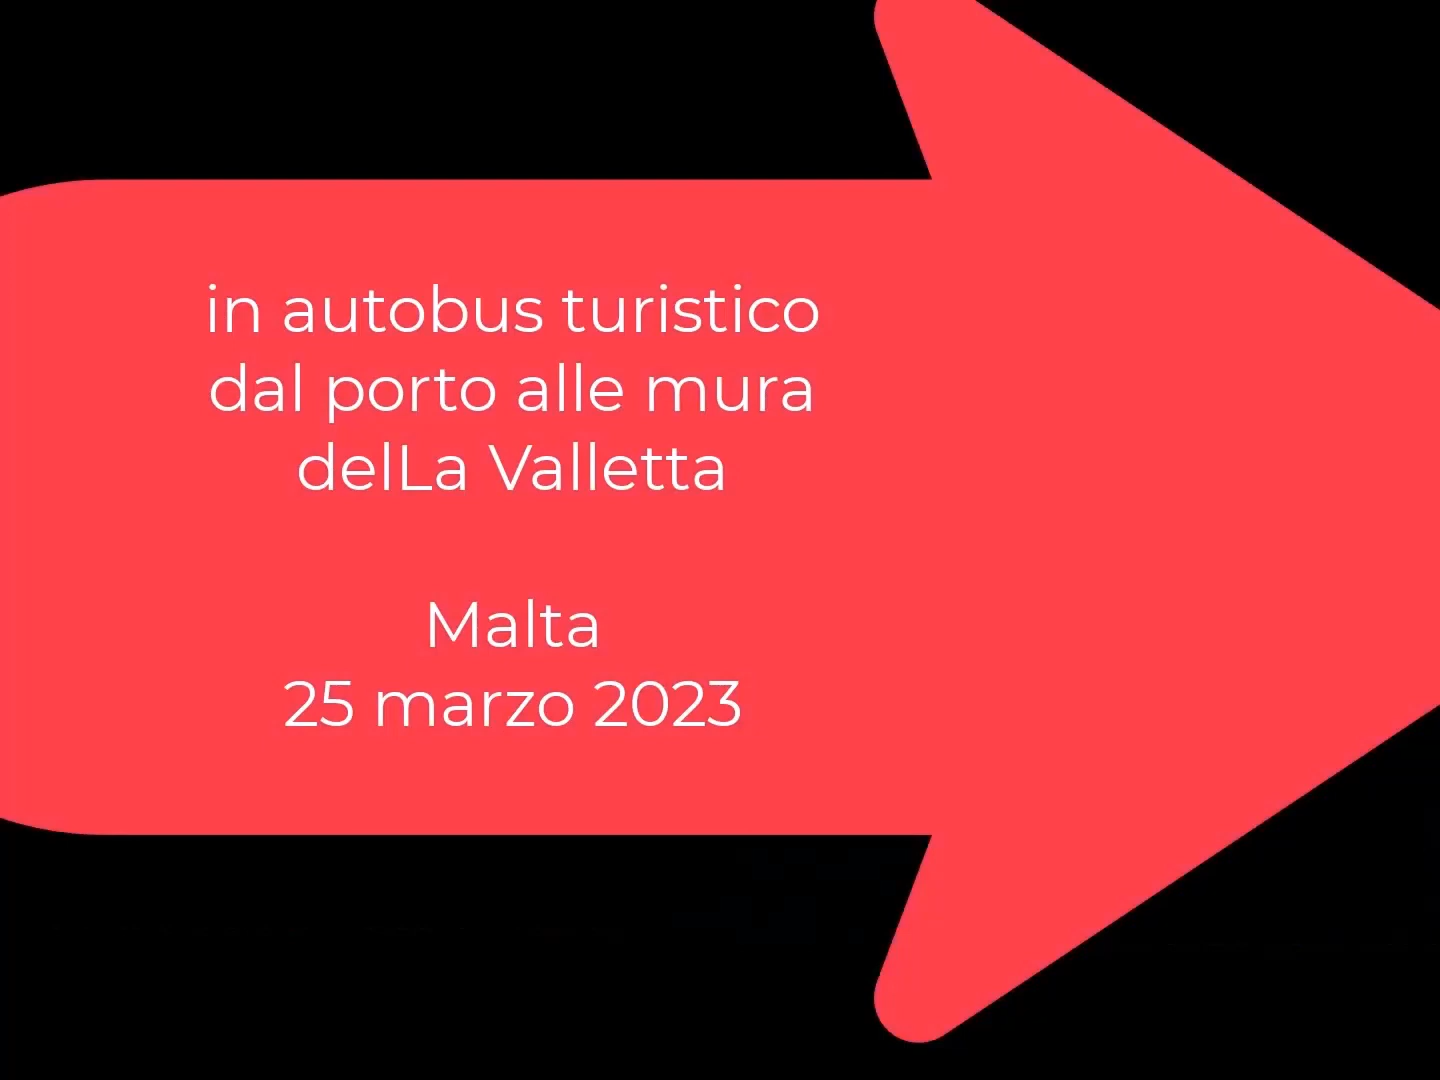 in autobus turistico
dal porto alle mura
delLa Valletta
Malta
25 marzo 2023